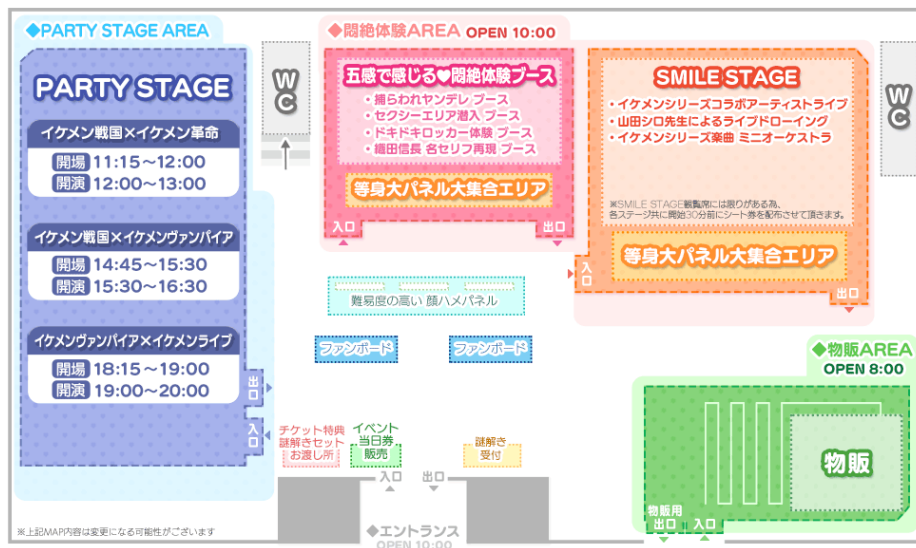 ◆PARTY STAGE AREA
PARTY STAGE
イケメン戦国×イケメン革命
開場 11:15～12:00
開演 12:00～13:00
イケメン戦国×イケメンヴァンパイア
開場 14:45～15:30
開演 15:30～16:30
イケメンヴァンパイア×イケメンライブ
開場 18:15～19:00
開演 19:00～20:00
出口
入口
WC
◆悶絶体験AREA OPEN 10:00
五感で感じる♥悶絶体験ブース
・捕らわれヤンデレ ブース
・セクシーエリア潜入 ブース
・ドキドキロッカー体験 ブース
・織田信長 名セリフ再現 ブース
等身大パネル大集合エリア
入口
出口
SMILE STAGE
・イケメンシリーズコラボアーティストライブ
・山田シロ先生によるライブドローイング
・イケメンシリーズ楽曲 ミニオーケストラ
※SMILE STAGE観覧席には限りがある為、
各ステージ共に開始30分前にシート券を配布させて頂きます。
等身大パネル大集合エリア
入口
出口
WC
難易度の高い 顔ハメパネル
ファンボード
ファンボード
チケット特典
謎解きセット
お渡し所
イベント
当日券
販売
謎解き
受付
入口
出口
◆エントランス
OPEN 10:00
◆物販AREA
OPEN 8:00
物販
物販用
出口
入口
※上記MAP内容は変更になる可能性がございます